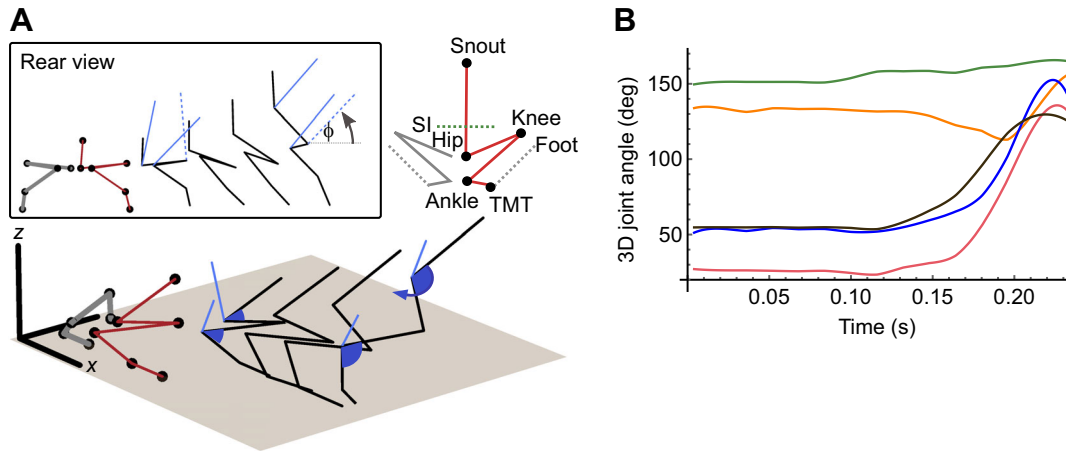 A
Rear view
ϕ
Snout
SI
Hip
Knee
Foot
Ankle
TMT
z
x
B
3D joint angle (deg)
150
100
50
0.05
0.10
0.15
0.20
Time (s)